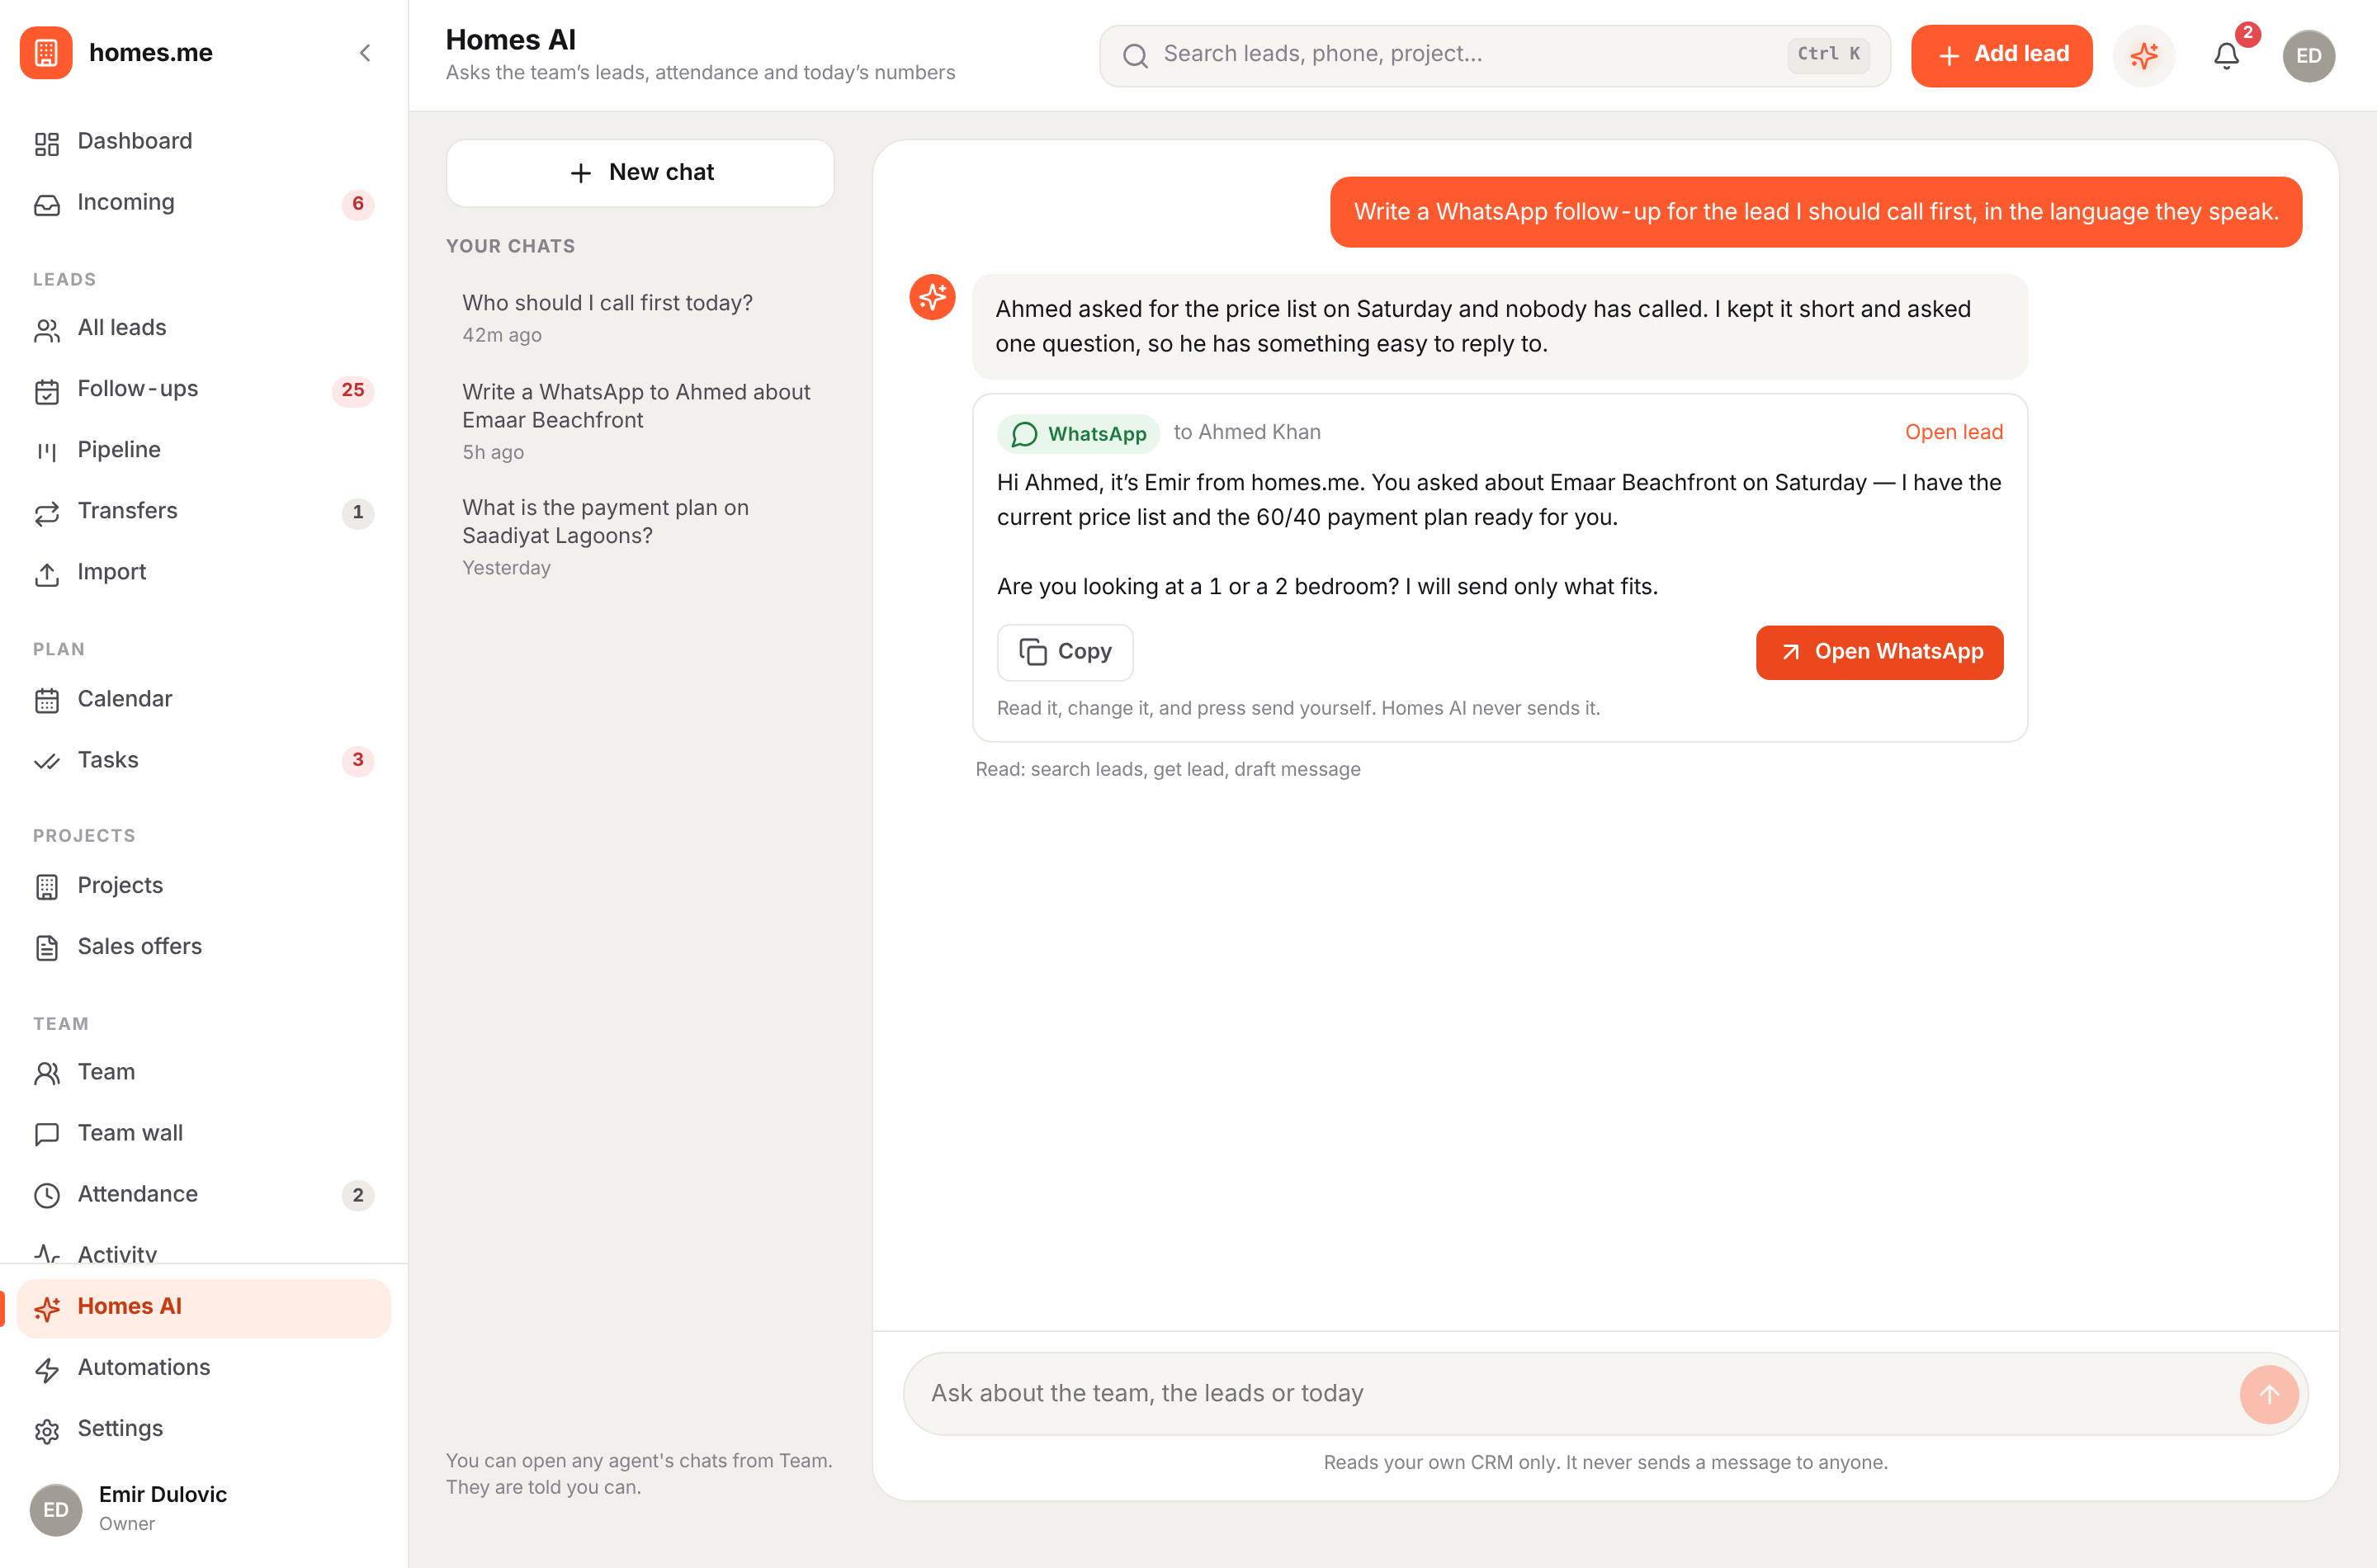 homes.me
Dashboard
Incoming
6
LEADS
All leads
Follow-ups
25
Pipeline
Transfers
1
Import
PLAN
Calendar
Tasks
3
PROJECTS
Projects
Sales offers
TEAM
Team
Team wall
Attendance
2
Activity
Homes AI
Automations
Settings
ED
Emir Dulovic
Owner
Homes AI
Asks the team’s leads, attendance and today’s numbers
Search leads, phone, project...
Ctrl K
Add lead
2
ED
New chat
YOUR CHATS
Who should I call first today?
42m ago
Write a WhatsApp to Ahmed about
Emaar Beachfront
5h ago
What is the payment plan on
Saadiyat Lagoons?
Yesterday
You can open any agent's chats from Team.
They are told you can.
Write a WhatsApp follow-up for the lead I should call first, in the language they speak.
Ahmed asked for the price list on Saturday and nobody has called. I kept it short and asked
one question, so he has something easy to reply to.
WhatsApp
to Ahmed Khan
Open lead
Hi Ahmed, it’s Emir from homes.me. You asked about Emaar Beachfront on Saturday — I have the
current price list and the 60/40 payment plan ready for you.
Are you looking at a 1 or a 2 bedroom? I will send only what fits.
Copy
Open WhatsApp
Read it, change it, and press send yourself. Homes AI never sends it.
Read: search leads, get lead, draft message
Ask about the team, the leads or today
Reads your own CRM only. It never sends a message to anyone.